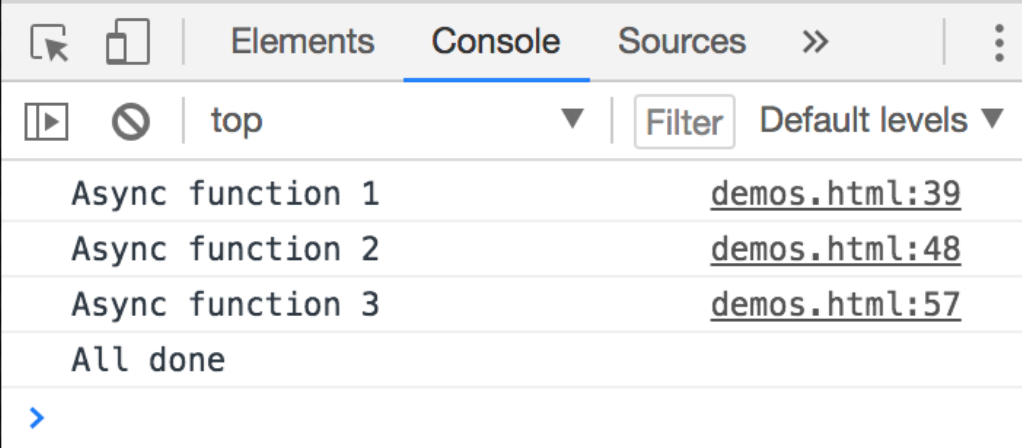 Elements Console Sources
top Filter Default levels
Async function 1 demos.html:39
Async function 2 demos.html:48
Async function 3 demos.html:57
All done